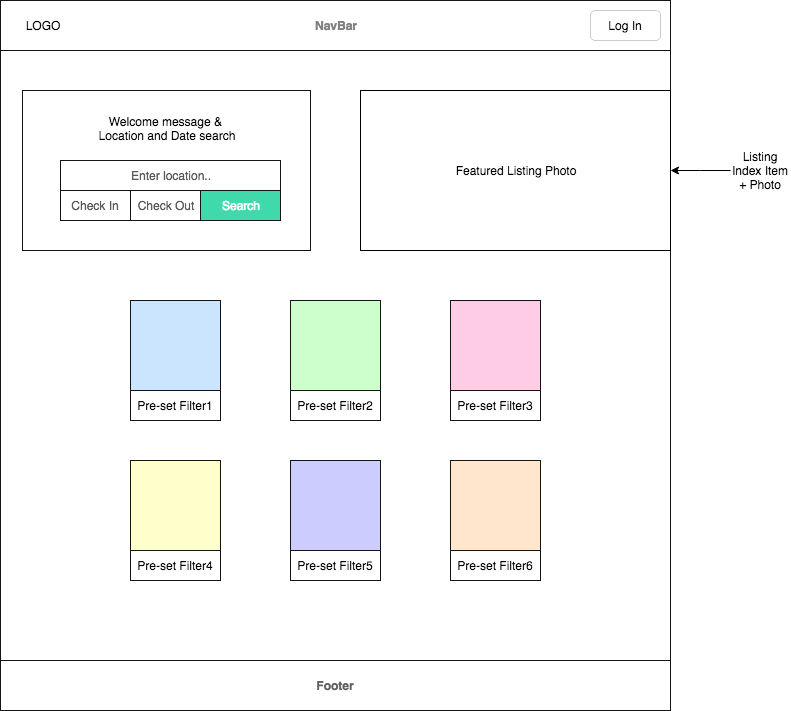 LOGO
NavBar
Log In
Welcome message &
Location and Date search
Enter location..
Check In
Check Out
Search
Featured Listing Photo
Listing
Index Item
+ Photo
Pre-set Filter1
Pre-set Filter2
Pre-set Filter3
Pre-set Filter4
Pre-set Filter5
Pre-set Filter6
Footer